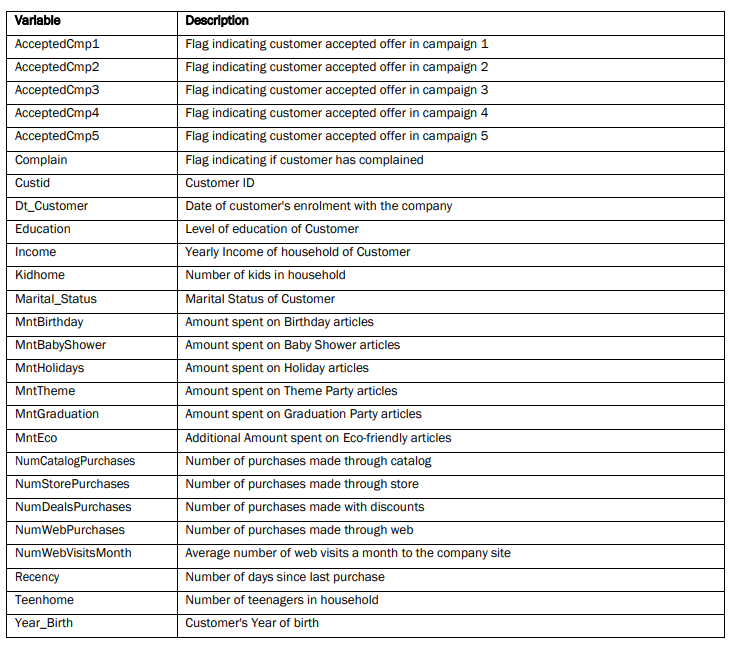 Variable Description
AcceptedCmp1 Flag indicating customer accepted offer in campaign 1
AcceptedCmp2 Flag indicating customer accepted offer in campaign 2
AcceptedCmp3 Flag indicating customer accepted offer in campaign 3
AcceptedCmp4 Flag indicating customer accepted offer in campaign 4
AcceptedCmp5 Flag indicating customer accepted offer in campaign 5
Complain Flag indicating if customer has complained
Custid Customer ID
Dt_Customer Date of customer's enrolment with the company
Education Level of education of Customer
Income Yearly Income of household of Customer
Kidhome Number of kids in household
Marital_Status Marital Status of Customer
MntBirthday Amount spent on Birthday articles
MntBabyShower Amount spent on Baby Shower articles
MntHolidays Amount spent on Holiday articles
MntTheme Amount spent on Theme Party articles
MntGraduation Amount spent on Graduation Party articles
MntEco Additional Amount spent on Eco-friendly articles
NumCatalogPurchases Number of purchases made through catalog
NumStorePurchases Number of purchases made through store
NumDealsPurchases Number of purchases made with discounts
NumWebPurchases Number of purchases made through web
NumWebVisitsMonth Average number of web visits a month to the company site
Recency Number of days since last purchase
Teenhome Number of teenagers in household
Year_Birth Customer's Year of birth